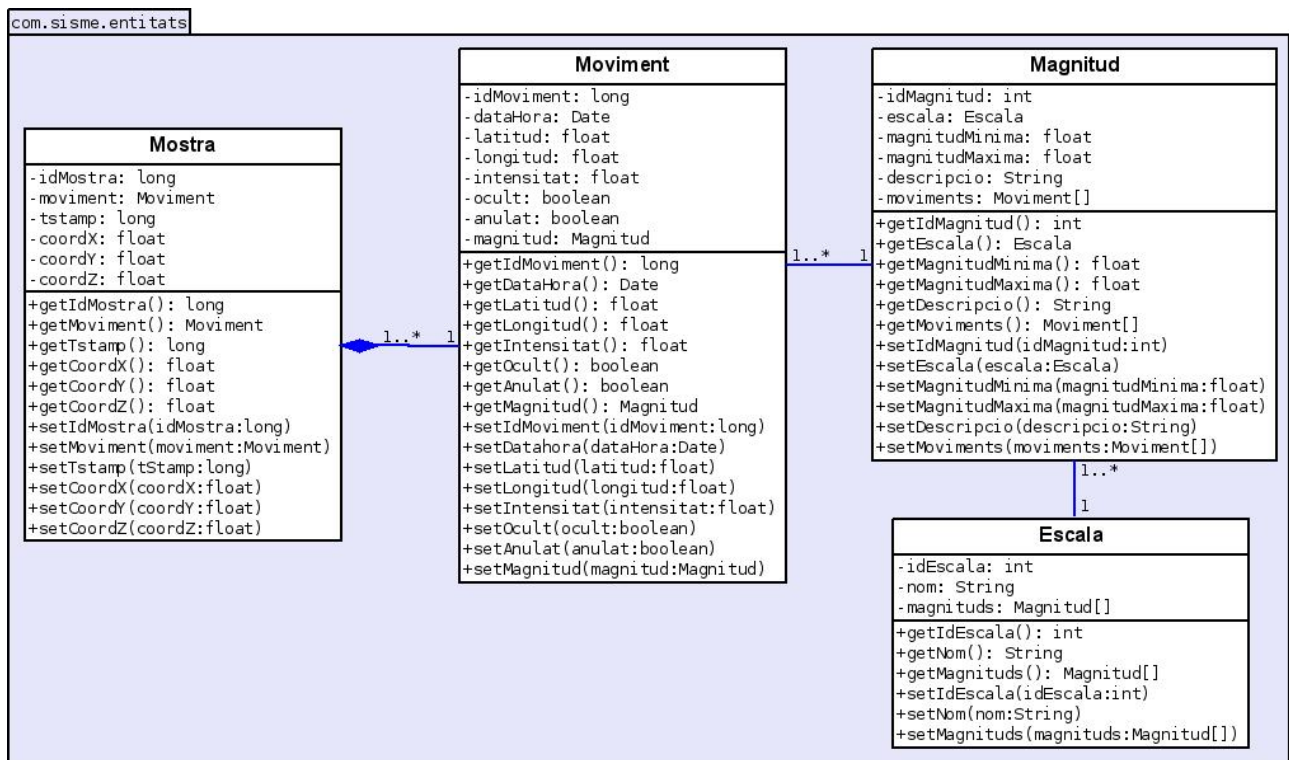 com.sisme.entitats
Mostra
-idMostra: long
-moviment: Moviment
-tstamp: long
-coordX: float
-coordY: float
-coordZ: float
+getIdMostra(): long
+getMoviment(): Moviment
+getTstamp(): long
+getCoordX(): float
+getCoordY(): float
+getCoordZ(): float
+setIdMostra(idMostra:long)
+setMoviment(moviment:Moviment)
+setTstamp(tStamp:long)
+setCoordX(coordX:float)
+setCoordY(coordY:float)
+setCoordZ(coordZ:float)
1..* 1
Moviment
-idMoviment: long
-dataHora: Date
-latitud: float
-longitud: float
-intensitat: float
-ocult: boolean
-anulat: boolean
-magnitud: Magnitud
+getIdMoviment(): long
+getDataHora(): Date
+getLatitud(): float
+getLongitud(): float
+getIntensitat(): float
+getOcult(): boolean
+getAnulat(): boolean
+getMagnitud(): Magnitud
+setIdMoviment(idMoviment:long)
+setDatahora(dataHora:Date)
+setLatitud(latitud:float)
+setLongitud(longitud:float)
+setIntensitat(intensitat:float)
+setOcult(ocult:boolean)
+setAnulat(anulat:boolean)
+setMagnitud(magnitud:Magnitud)
1..* 1
Magnitud
-idMagnitud: int
-escala: Escala
-magnitudMinima: float
-magnitudMaxima: float
-descripcio: String
-moviments: Moviment[]
+getIdMagnitud(): int
+getEscala(): Escala
+getMagnitudMinima(): float
+getMagnitudMaxima(): float
+getDescripcio(): String
+getMoviments(): Moviment[]
+setIdMagnitud(idMagnitud:int)
+setEscala(escala:Escala)
+setMagnitudMinima(magnitudMinima:float)
+setMagnitudMaxima(magnitudMaxima:float)
+setDescripcio(descripcio:String)
+setMoviments(moviments:Moviment[])
1..*
1
Escala
-idEscala: int
-nom: String
-magnituds: Magnitud[]
+getIdEscala(): int
+getNom(): String
+getMagnituds(): Magnitud[]
+setIdEscala(idEscala:int)
+setNom(nom:String)
+setMagnituds(magnituds:Magnitud[])